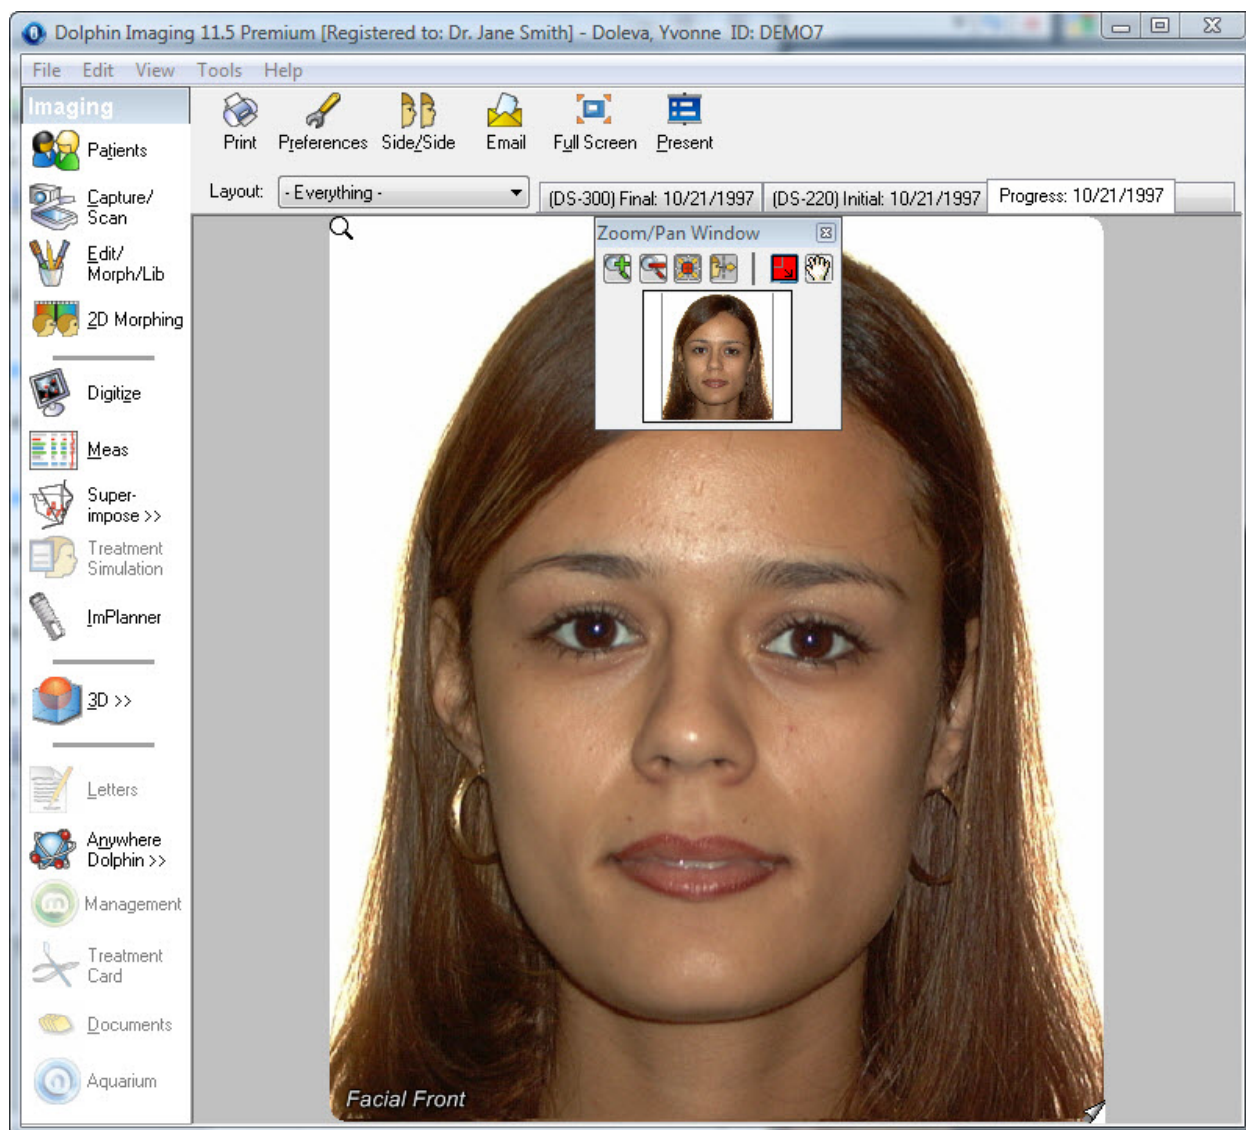 Dolphin Imaging 11.5 Premium [Registered to: Dr. Jane Smith] - Doleva, Yvonne  ID: DEMO7
File Edit View Tools Help
Imaging
Patients
Capture/
Scan
Edit/
Morph/Lib
2D Morphing
Digitize
Meas
Super-
impose >>
Treatment
Simulation
ImPlanner
3D >>
Letters
Anywhere
Dolphin >>
Management
Treatment
Card
Documents
Aquarium
Print Preferences Side/Side Email Full Screen Present
Layout: - Everything - (DS-300) Final: 10/21/1997 (DS-220) Initial: 10/21/1997 Progress: 10/21/1997
Zoom/Pan Window
Facial Front